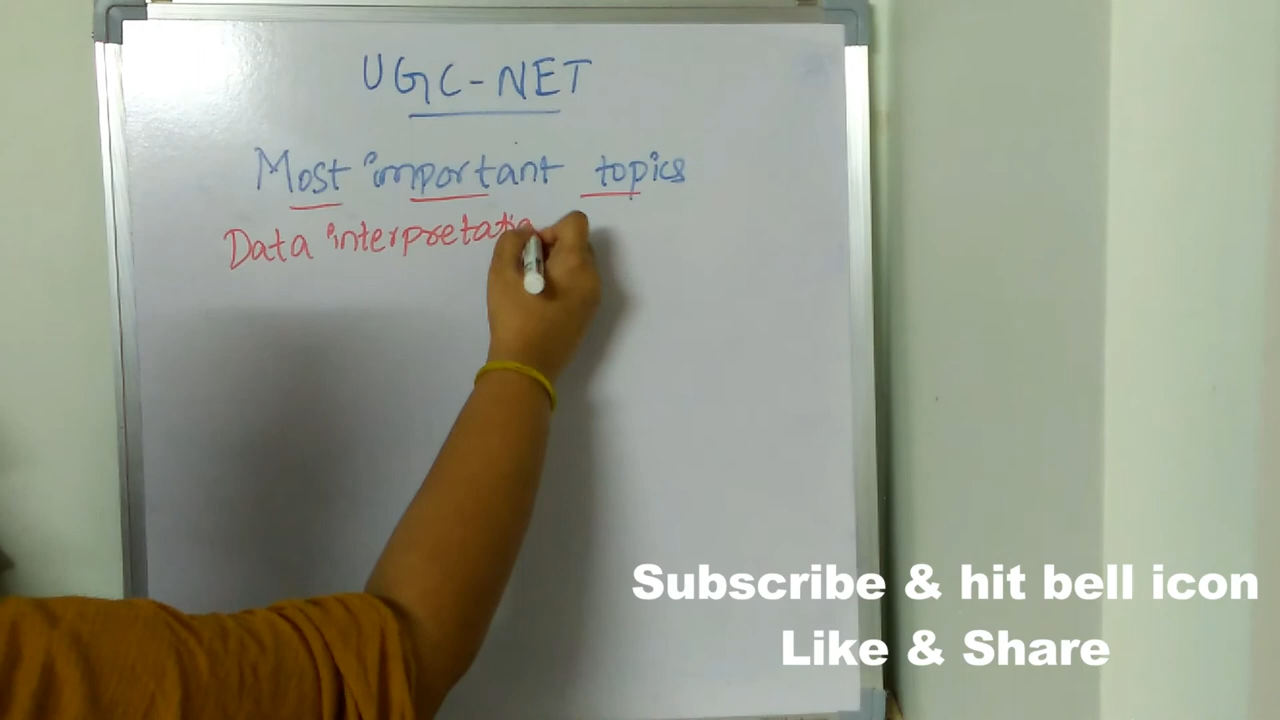 UGC-NET
Most important topics
Data interpretatio
Subscribe & hit bell icon
Like & Share